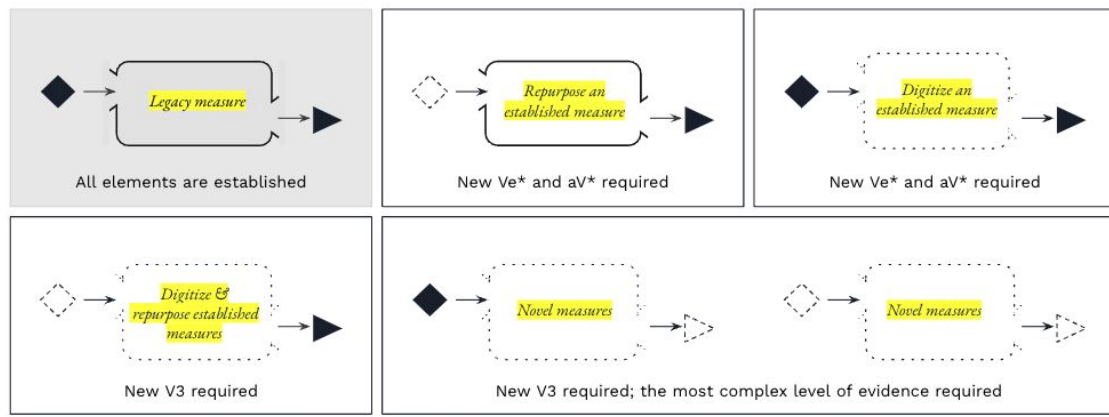 Legacy measure
All elements are established
Repurpose an
established measure
New Ve* and aV* required
Digitize an
established measure
New Ve* and aV* required
Digitize &
repurpose established
measures
New V3 required
Novel measures
Novel measures
New V3 required; the most complex level of evidence required